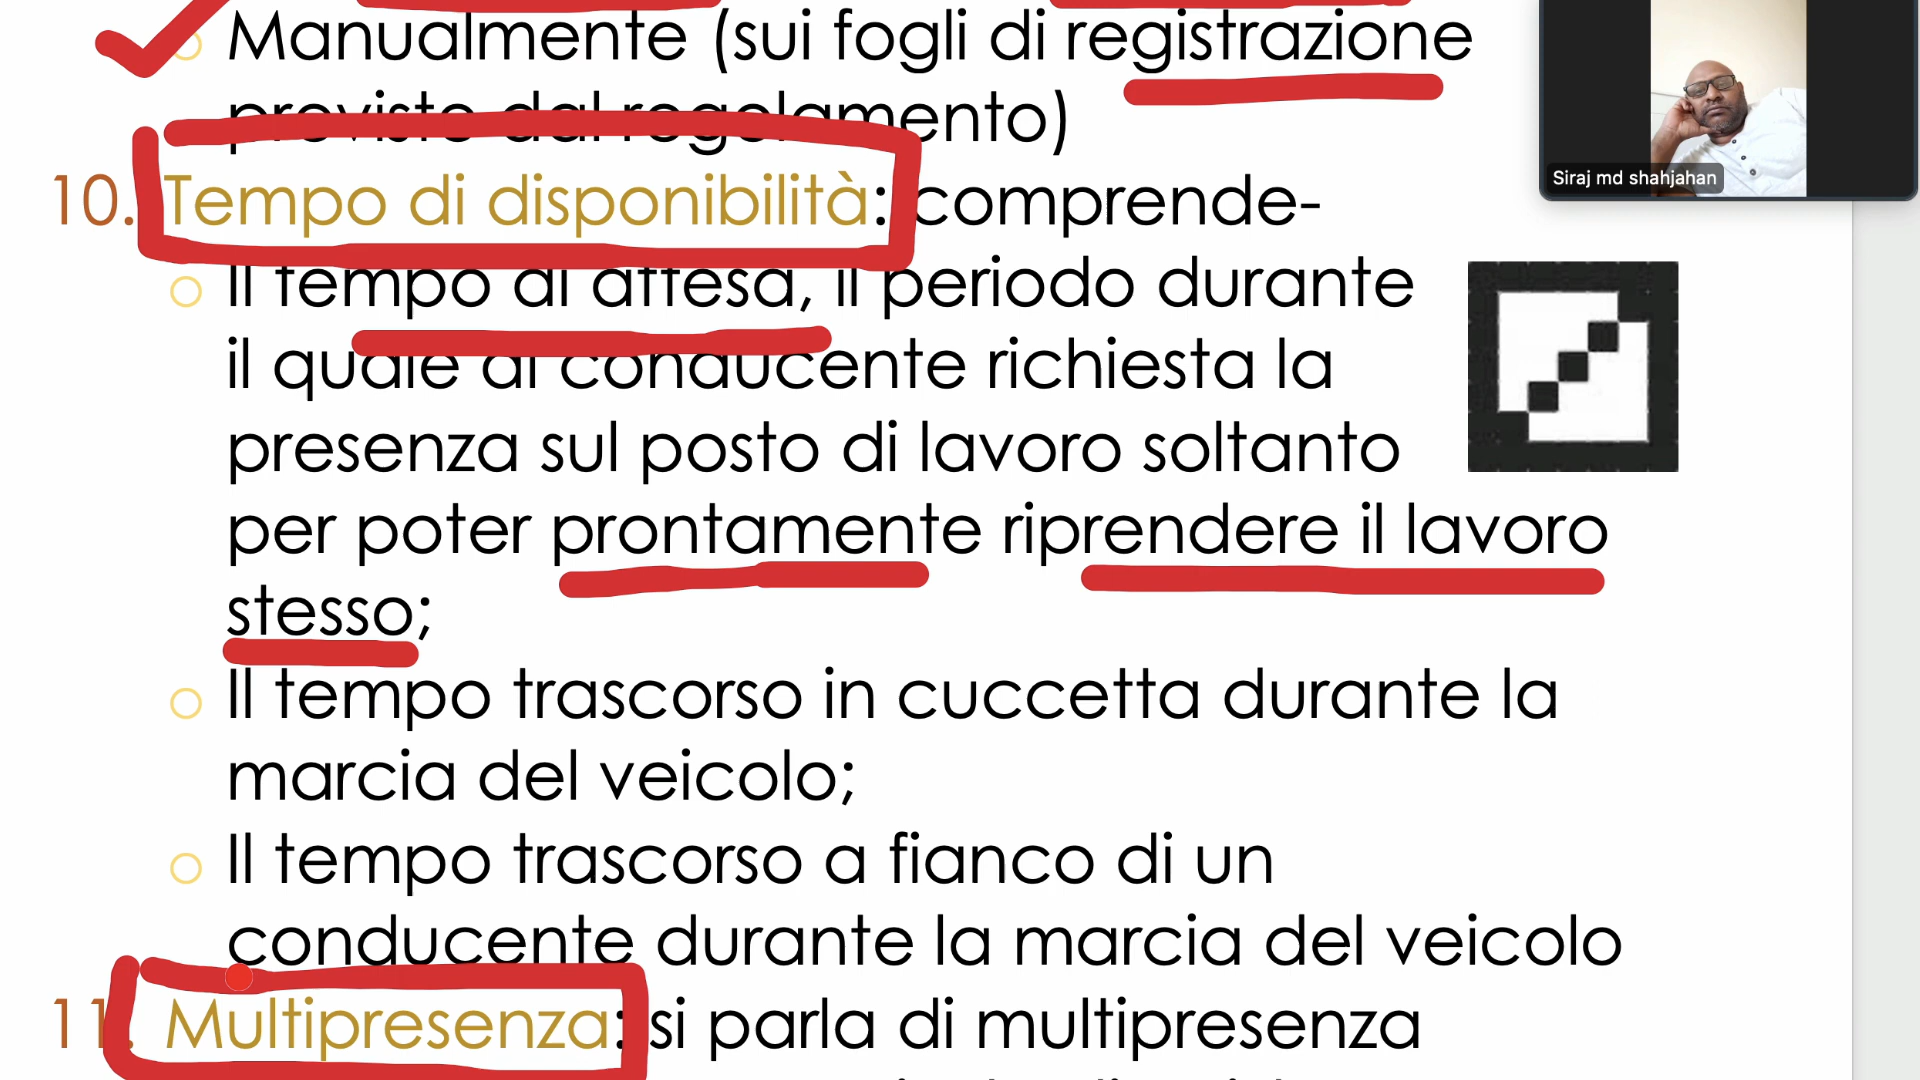 Manualmente (sui fogli di registrazione
previste dal regolamento)
10. Tempo di disponibilità: comprende-
Il tempo di attesa, il periodo durante
il quale al conducente richiesta la
presenza sul posto di lavoro soltanto
per poter prontamente riprendere il lavoro
stesso;
Il tempo trascorso in cuccetta durante la
marcia del veicolo;
Il tempo trascorso a fianco di un
conducente durante la marcia del veicolo
11. Multipresenza: si parla di multipresenza
Siraj md shahjahan